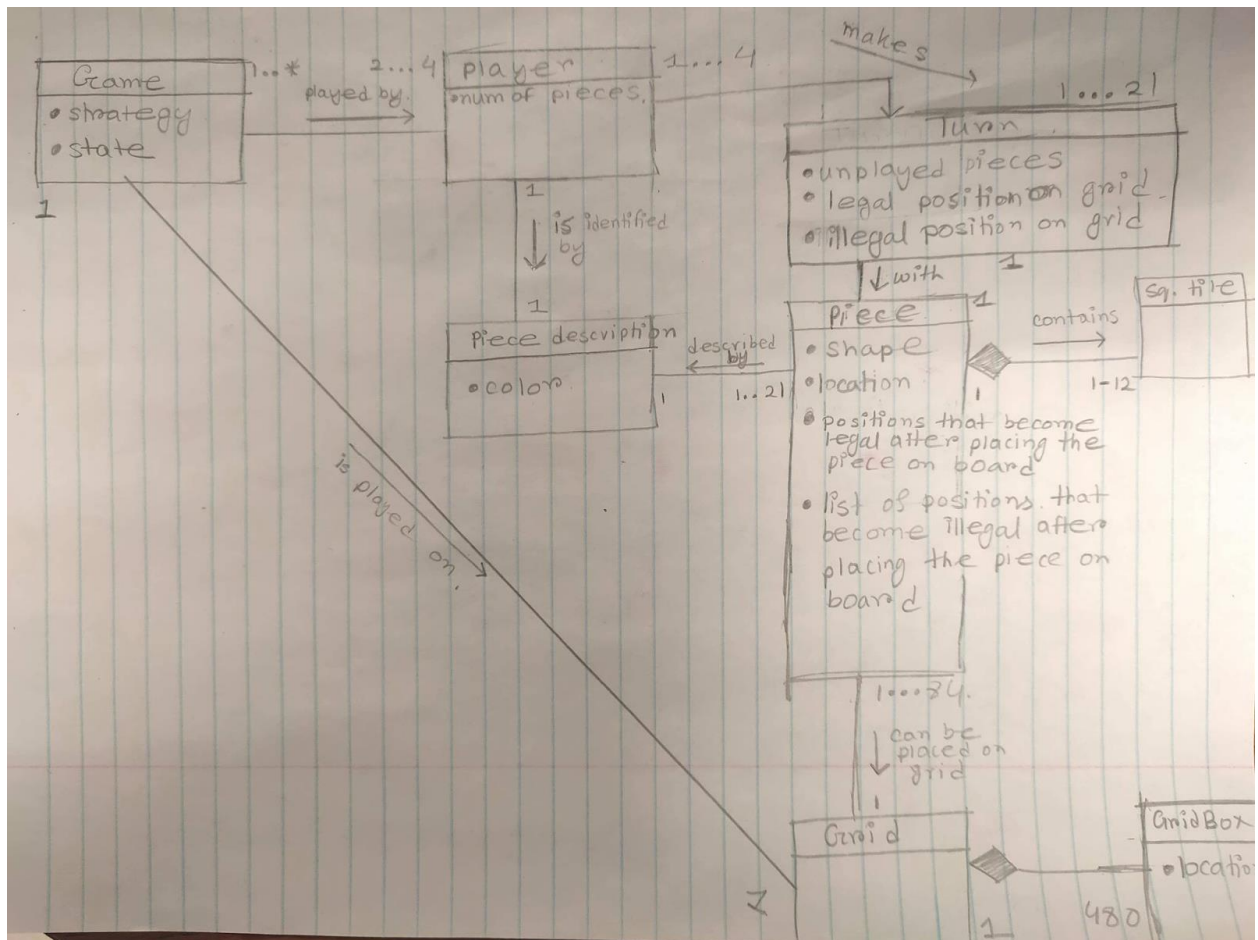 makes
Game
1..*
2...4
player
1...4
played by.
• num of pieces.
• strategy
• state
1
1...21
Turn
• unplayed pieces
• legal position on grid
• illegal position on grid
1
1
is identified
by
with
1
Piece description
• color
described
by
1
1..21
Piece
1
• shape
• location
• positions that become
legal after placing the
piece on board
• list of positions that
become illegal after
placing the piece on
board
contains
1
1-12
sq. tile
is played on.
1...84.
can be
placed on
grid
1
Grid
1
1
480
GridBox
• locatio